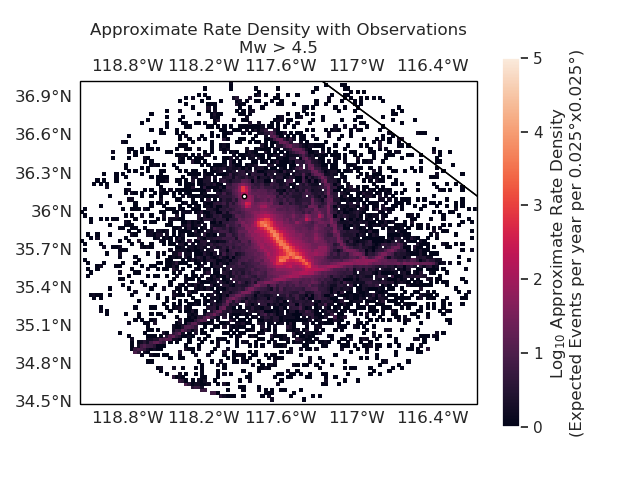 Approximate Rate Density with Observations
Mw > 4.5
118.8°W 118.2°W 117.6°W 117°W 116.4°W
36.9°N
36.6°N
36.3°N
36°N
35.7°N
35.4°N
35.1°N
34.8°N
34.5°N
118.8°W 118.2°W 117.6°W 117°W 116.4°W
5
4
3
2
1
0
Log₁₀ Approximate Rate Density
(Expected Events per year per 0.025°x0.025°)